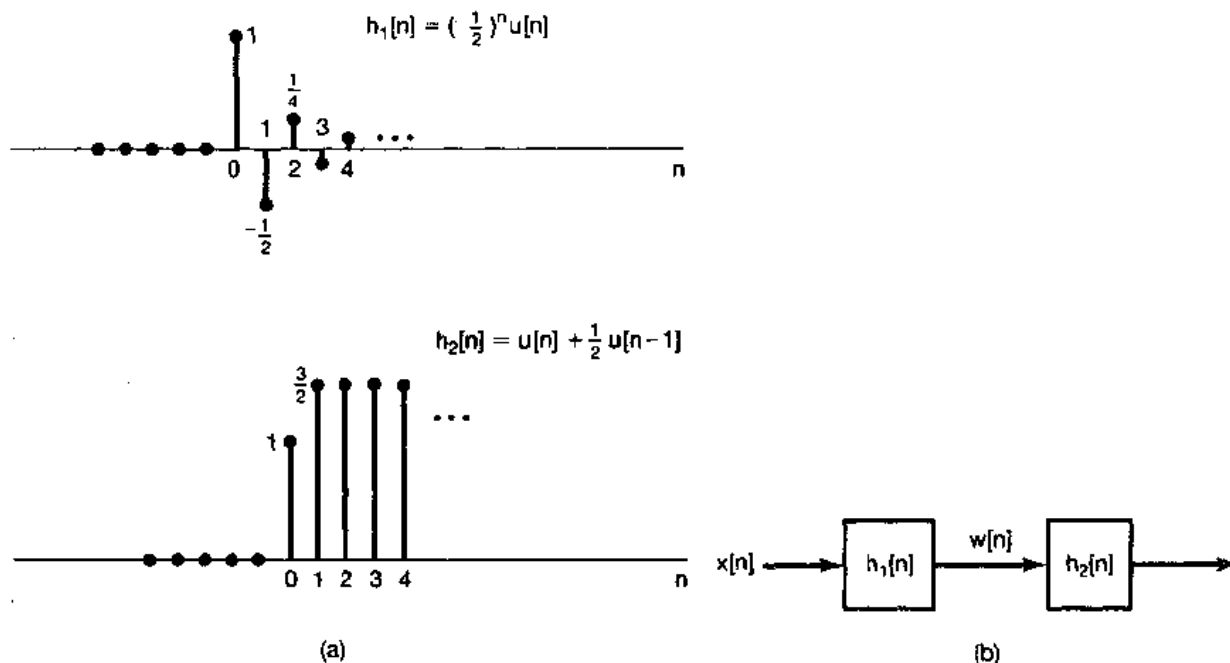 h₁[n] = ( 1/2 )ⁿ u[n]
1
1/4
1 3
0 2 4 n
-1/2
h₂[n] = u[n] + 1/2 u[n-1]
3/2
1
0 1 2 3 4 n
(a)
x[n] h₁[n] w[n] h₂[n]
(b)